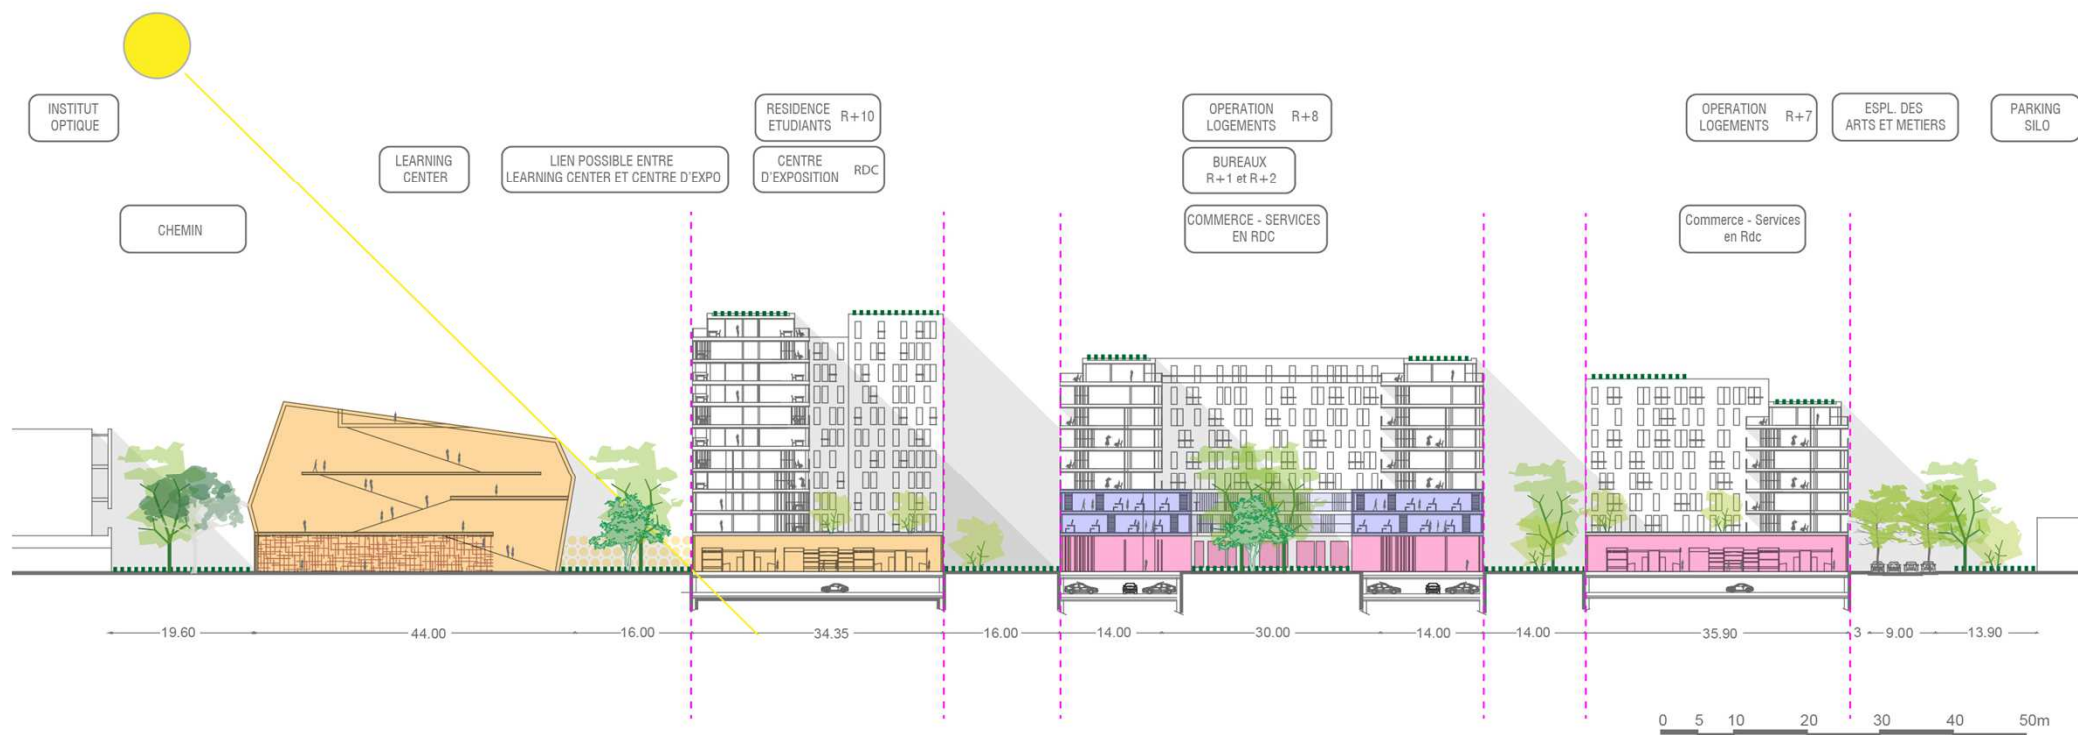 INSTITUT
OPTIQUE
CHEMIN
LEARNING
CENTER
LIEN POSSIBLE ENTRE
LEARNING CENTER ET CENTRE D'EXPO
RESIDENCE
ETUDIANTS R+10
CENTRE
D'EXPOSITION RDC
OPERATION
LOGEMENTS R+8
BUREAUX
R+1 et R+2
COMMERCE - SERVICES
EN RDC
OPERATION
LOGEMENTS R+7
Commerce - Services
en Rdc
ESPL. DES
ARTS ET METIERS
PARKING
SILO
19.60 44.00 16.00 34.35 16.00 14.00 30.00 14.00 14.00 35.90 3 9.00 13.90
0 5 10 20 30 40 50m